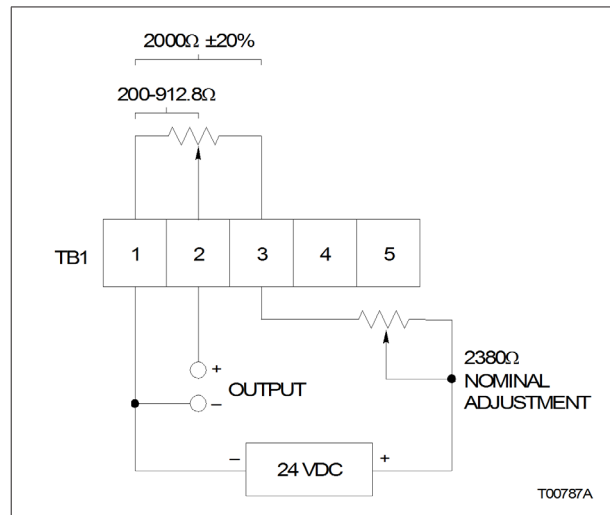 2000Ω ±20%
200-912.8Ω
TB1 1 2 3 4 5
+
OUTPUT
–
2380Ω
NOMINAL
ADJUSTMENT
– 24 VDC +
T00787A